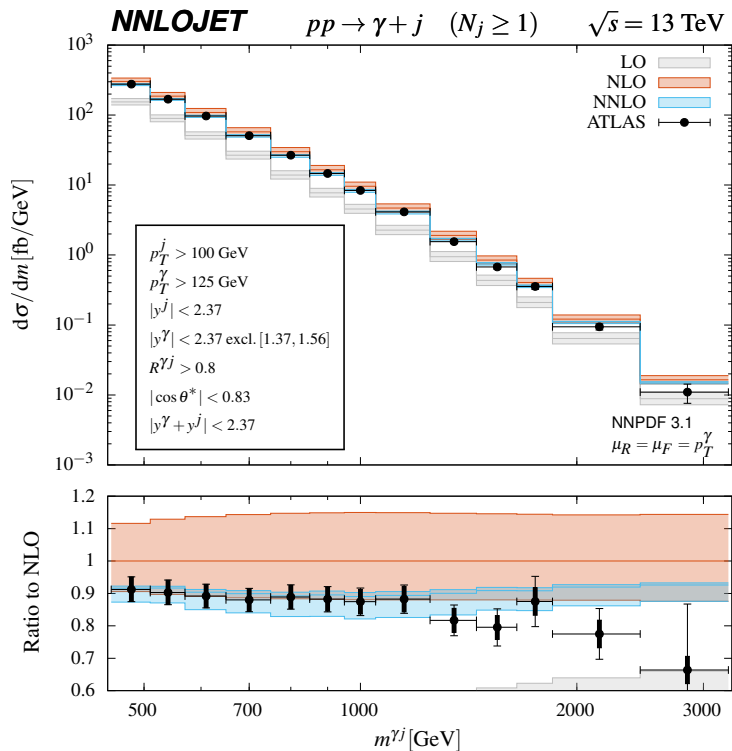 NNLOJET pp → γ + j (N_j ≥ 1) √s = 13 TeV
10^3
10^2
10^1
10^0
10^−1
10^−2
10^−3
dσ/dm [fb/GeV]
LO
NLO
NNLO
ATLAS
p_T^j > 100 GeV
p_T^γ > 125 GeV
|y^j| < 2.37
|y^γ| < 2.37 excl. [1.37, 1.56]
R^γj > 0.8
|cos θ*| < 0.83
|y^γ + y^j| < 2.37
NNPDF 3.1
μ_R = μ_F = p_T^γ
1.2
1.1
1
0.9
0.8
0.7
0.6
Ratio to NLO
500 700 1000 2000 3000
m^γj [GeV]